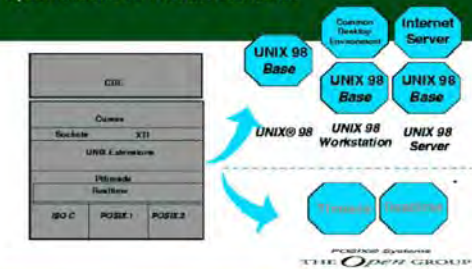 CDE
Curses
Sockets XTI
UNIX Extensions
Pthreads
Realtime
ISO C POSIX.1 POSIX.2
UNIX 98
Base
Common
Desktop
Environment
Internet
Server
UNIX 98
Base
UNIX 98
Base
UNIX® 98
UNIX 98
Workstation
UNIX 98
Server
Threads
Realtime
POSIX® Systems
THE Open GROUP